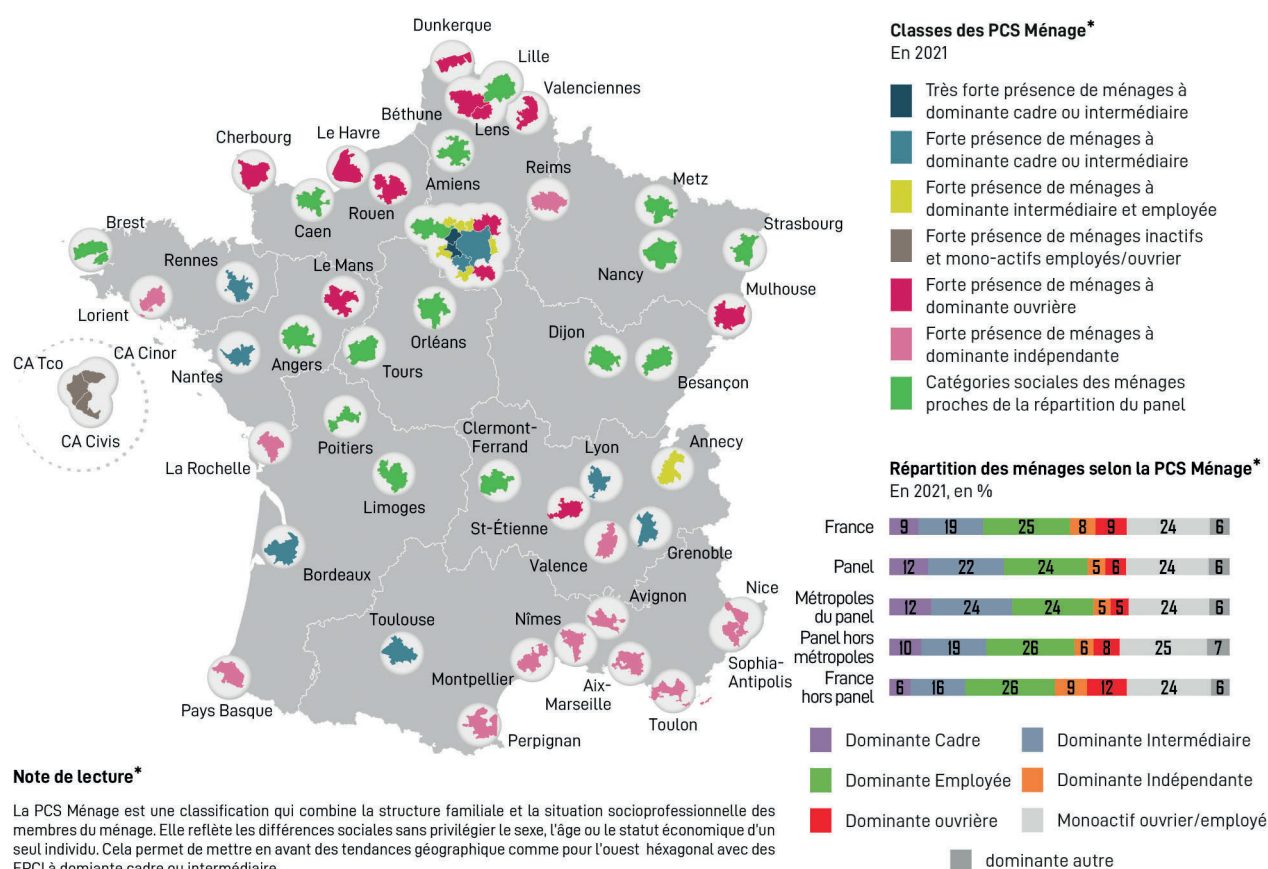 Dunkerque
Lille
Valenciennes
Béthune
Lens
Cherbourg
Le Havre
Amiens
Reims
Metz
Rouen
Caen
Strasbourg
Brest
Rennes
Le Mans
Nancy
Lorient
Mulhouse
Orléans
Dijon
CA Tco
CA Cinor
Nantes
Angers
Tours
Besançon
CA Civis
Poitiers
Clermont-
Ferrand
Lyon
Annecy
La Rochelle
Limoges
St-Étienne
Grenoble
Valence
Bordeaux
Avignon
Nice
Toulouse
Nîmes
Montpellier
Sophia-
Antipolis
Aix-
Marseille
Pays Basque
Toulon
Perpignan
Classes des PCS Ménage*
En 2021
Très forte présence de ménages à
dominante cadre ou intermédiaire
Forte présence de ménages à
dominante cadre ou intermédiaire
Forte présence de ménages à
dominante intermédiaire et employée
Forte présence de ménages inactifs
et mono-actifs employés/ouvrier
Forte présence de ménages à
dominante ouvrière
Forte présence de ménages à
dominante indépendante
Catégories sociales des ménages
proches de la répartition du panel
Répartition des ménages selon la PCS Ménage*
En 2021, en %
France 9 19 25 8 9 24 6
Panel 12 22 24 5 6 24 6
Métropoles
du panel 12 24 24 5 5 24 6
Panel hors
métropoles 10 19 26 6 8 25 7
France
hors panel 6 16 26 9 12 24 6
Dominante Cadre
Dominante Intermédiaire
Dominante Employée
Dominante Indépendante
Dominante ouvrière
Monoactif ouvrier/employé
dominante autre
Note de lecture*
La PCS Ménage est une classification qui combine la structure familiale et la situation socioprofessionnelle des
membres du ménage. Elle reflète les différences sociales sans privilégier le sexe, l'âge ou le statut économique d'un
seul individu. Cela permet de mettre en avant des tendances géographique comme pour l'ouest héxagonal avec des
EPCI à domiante cadre ou intermédiaire